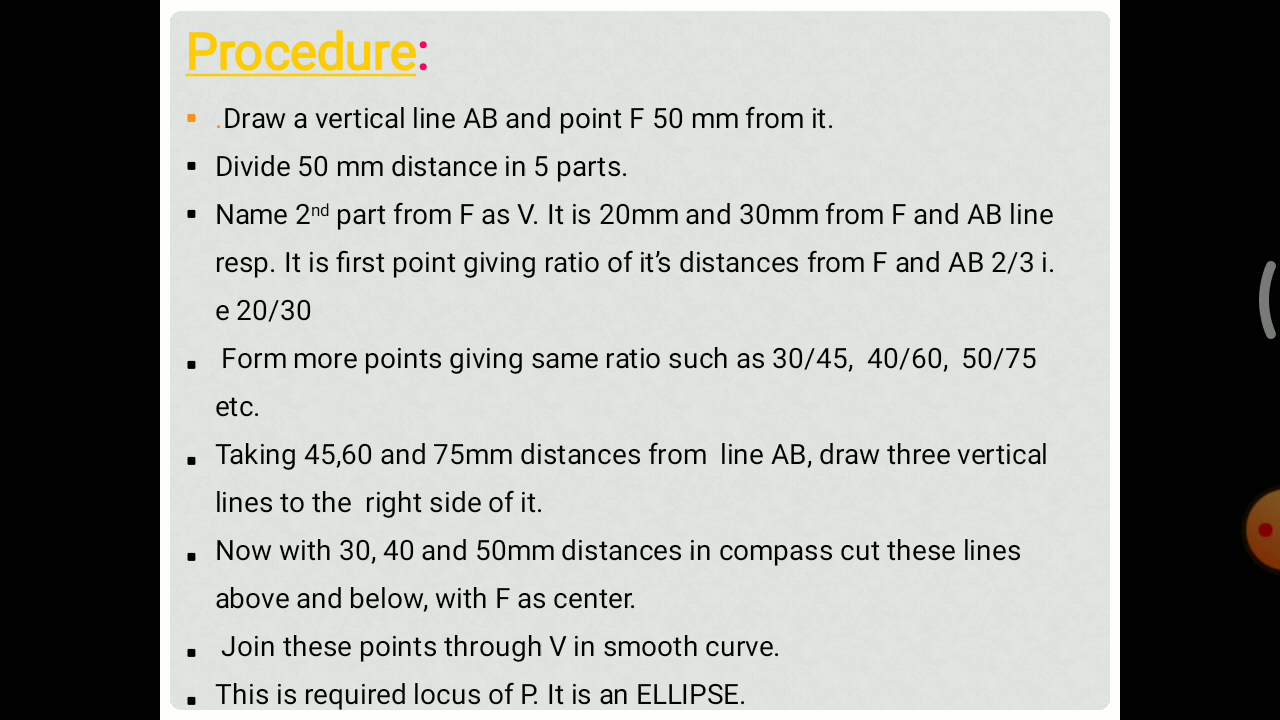 Procedure:
▪ .Draw a vertical line AB and point F 50 mm from it.
▪ Divide 50 mm distance in 5 parts.
▪ Name 2nd part from F as V. It is 20mm and 30mm from F and AB line
resp. It is first point giving ratio of it’s distances from F and AB 2/3 i.
e 20/30
▪ Form more points giving same ratio such as 30/45, 40/60, 50/75
etc.
▪ Taking 45,60 and 75mm distances from line AB, draw three vertical
lines to the right side of it.
▪ Now with 30, 40 and 50mm distances in compass cut these lines
above and below, with F as center.
▪ Join these points through V in smooth curve.
▪ This is required locus of P. It is an ELLIPSE.